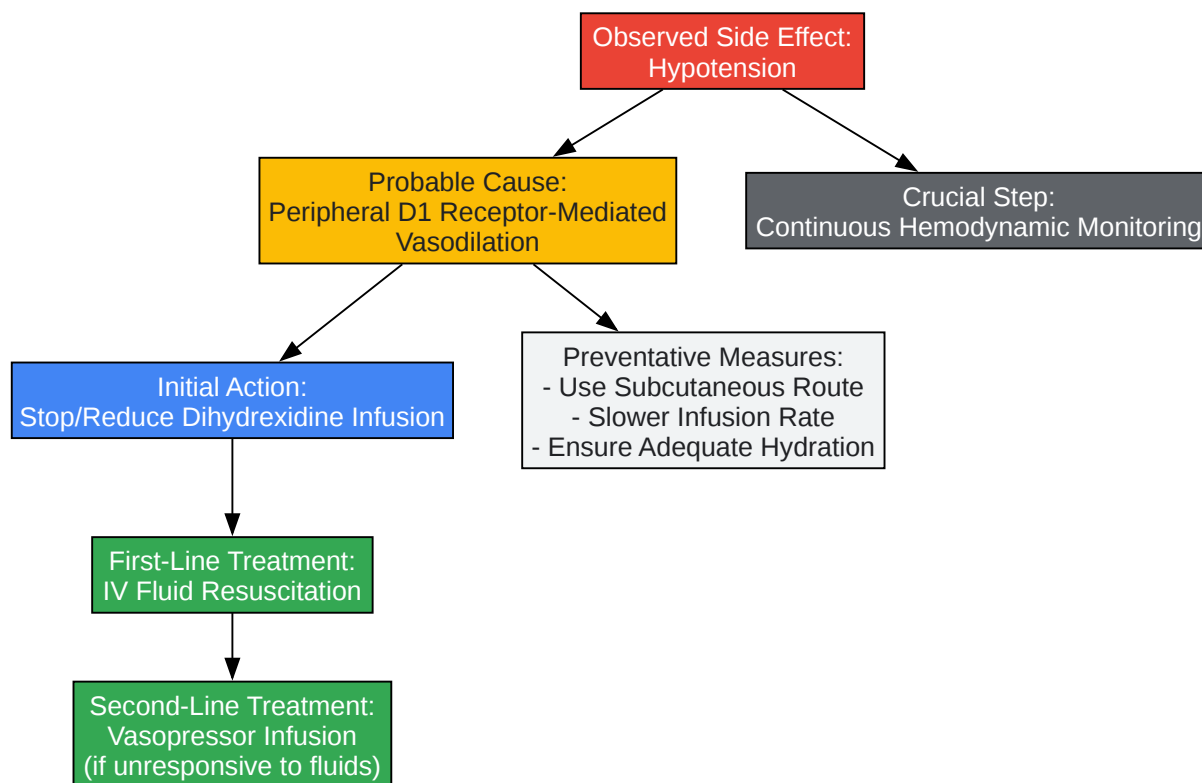 Observed Side Effect:
Hypotension
Probable Cause:
Peripheral D1 Receptor-Mediated
Vasodilation
Crucial Step:
Continuous Hemodynamic Monitoring
Initial Action:
Stop/Reduce Dihydrexidine Infusion
Preventative Measures:
- Use Subcutaneous Route
- Slower Infusion Rate
- Ensure Adequate Hydration
First-Line Treatment:
IV Fluid Resuscitation
Second-Line Treatment:
Vasopressor Infusion
(if unresponsive to fluids)